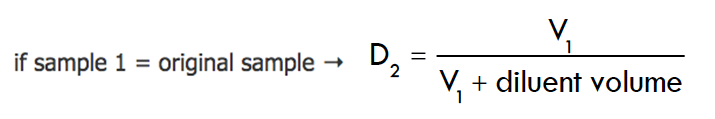 if sample 1 = original sample → D₂ = V₁
V₁ + diluent volume